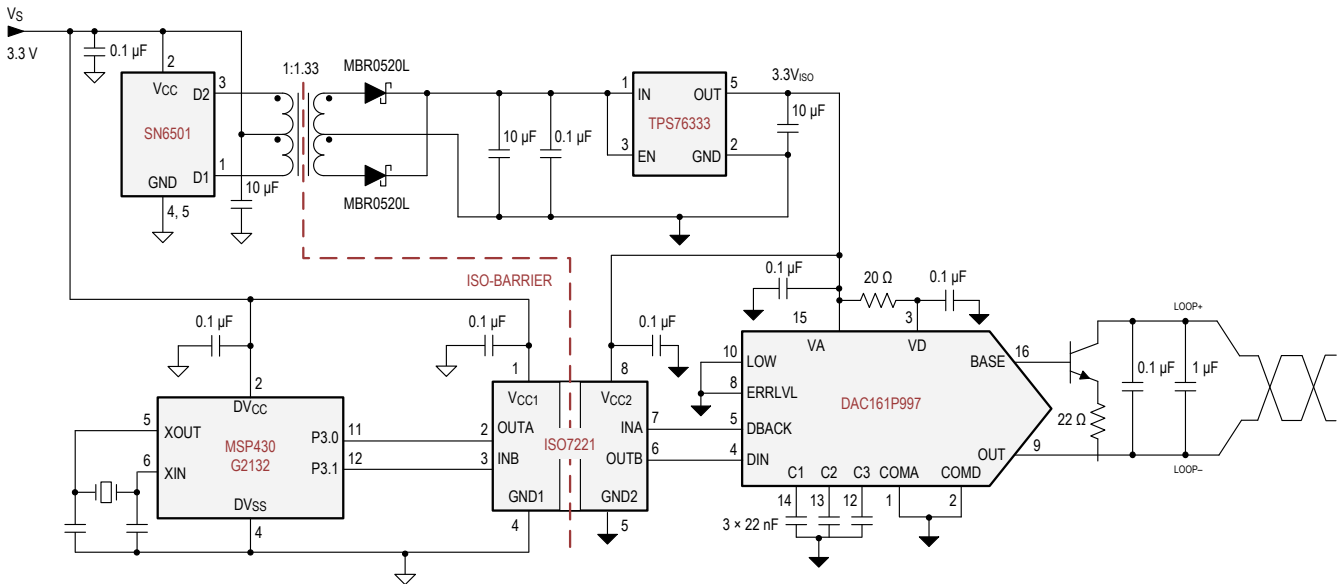 VS
3.3 V
0.1 µF
2
VCC
3
D2
SN6501
D1
1
GND
4, 5
10 µF
1:1.33
MBR0520L
MBR0520L
10 µF
0.1 µF
1
IN
OUT
5
TPS76333
3
EN
GND
2
3.3VISO
10 µF
ISO-BARRIER
0.1 µF
2
DVCC
5
XOUT
6
XIN
MSP430
G2132
P3.0
11
P3.1
12
DVSS
4
0.1 µF
1
VCC1
OUTA
2
INB
3
GND1
4
ISO7221
8
VCC2
INA
7
OUTB
6
GND2
5
0.1 µF
0.1 µF
20 Ω
0.1 µF
15
3
VA
VD
10
LOW
8
ERRLVL
5
DBACK
4
DIN
DAC161P997
BASE
16
OUT
9
C1
C2
C3
COMA
COMD
14
13
12
1
2
3 × 22 nF
22 Ω
0.1 µF
1 µF
LOOP+
LOOP–